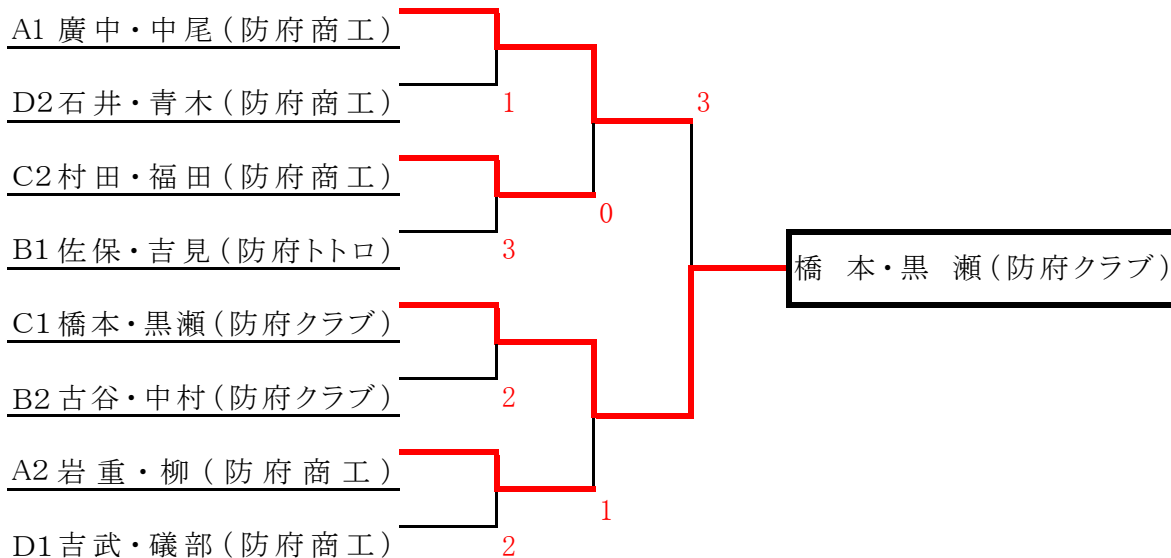 A1 廣中・中尾(防府商工)
D2石井・青木(防府商工)
1
3
C2村田・福田(防府商工)
0
B1 佐保・吉見(防府トトロ)
3
橋 本・黒 瀬(防府クラブ)
C1橋本・黒瀬(防府クラブ)
B2古谷・中村(防府クラブ)
2
A2岩重・柳(防府商工)
1
D1吉武・礒部(防府商工)
2